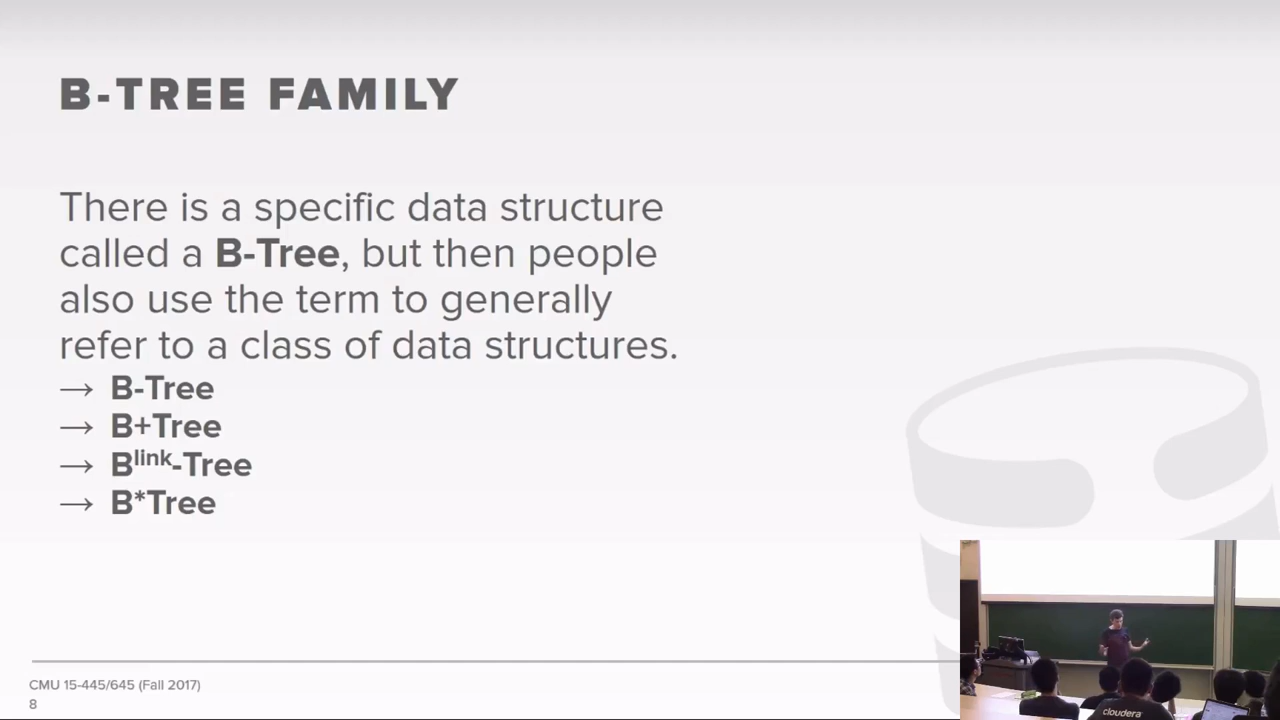 B-TREE FAMILY
There is a specific data structure
called a B-Tree, but then people
also use the term to generally
refer to a class of data structures.
→ B-Tree
→ B+Tree
→ Blink-Tree
→ B*Tree
CMU 15-445/645 (Fall 2017)
8
cloudera